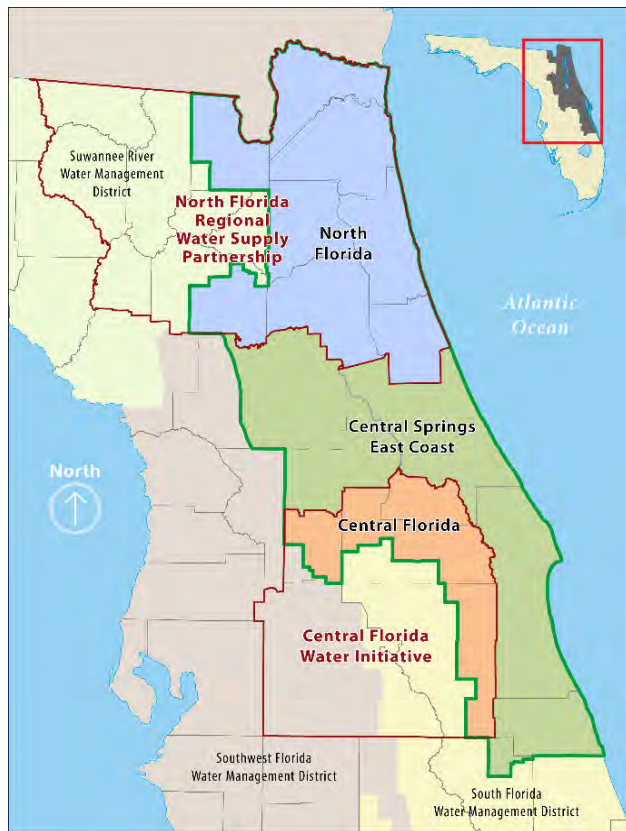 Suwannee River
Water Management
District
North Florida
Regional
Water Supply
Partnership
North
Florida
Atlantic
Ocean
Central Springs
East Coast
North
Central Florida
Central Florida
Water Initiative
Southwest Florida
Water Management District
South Florida
Water Management District